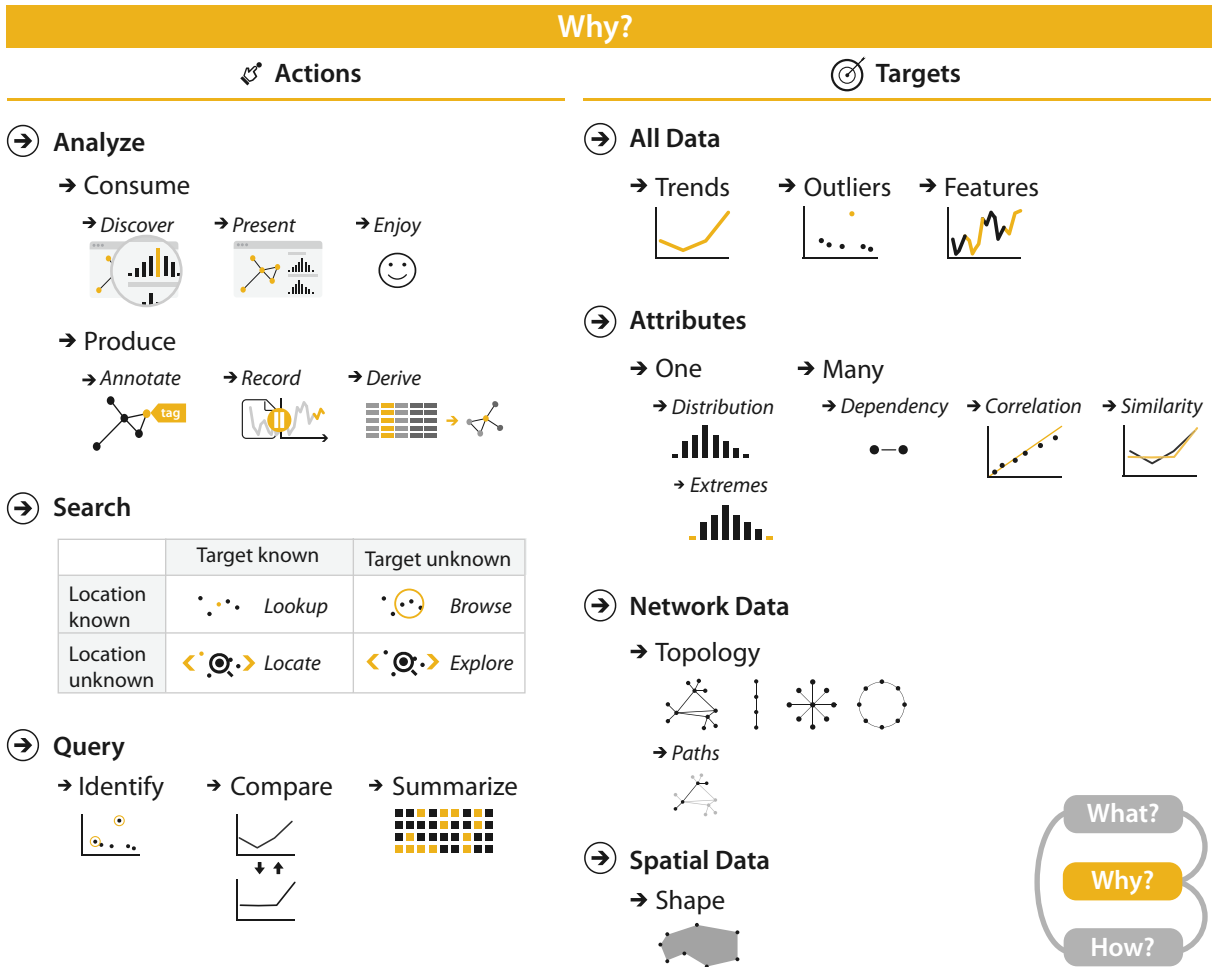 Why?
Actions
Analyze
Consume
Discover
Present
Enjoy
Produce
Annotate
Record
Derive
tag
Search
Target known
Target unknown
Location
known
Lookup
Browse
Location
unknown
Locate
Explore
Query
Identify
Compare
Summarize
Targets
All Data
Trends
Outliers
Features
Attributes
One
Many
Distribution
Dependency
Correlation
Similarity
Extremes
Network Data
Topology
Paths
Spatial Data
Shape
What?
Why?
How?